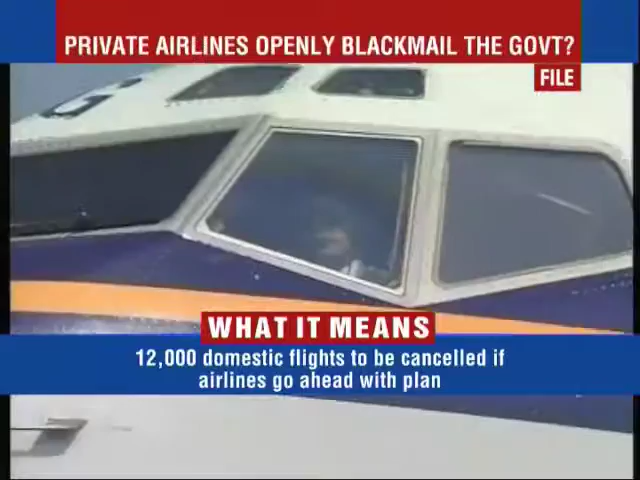 PRIVATE AIRLINES OPENLY BLACKMAIL THE GOVT?
FILE
WHAT IT MEANS
12,000 domestic flights to be cancelled if
airlines go ahead with plan